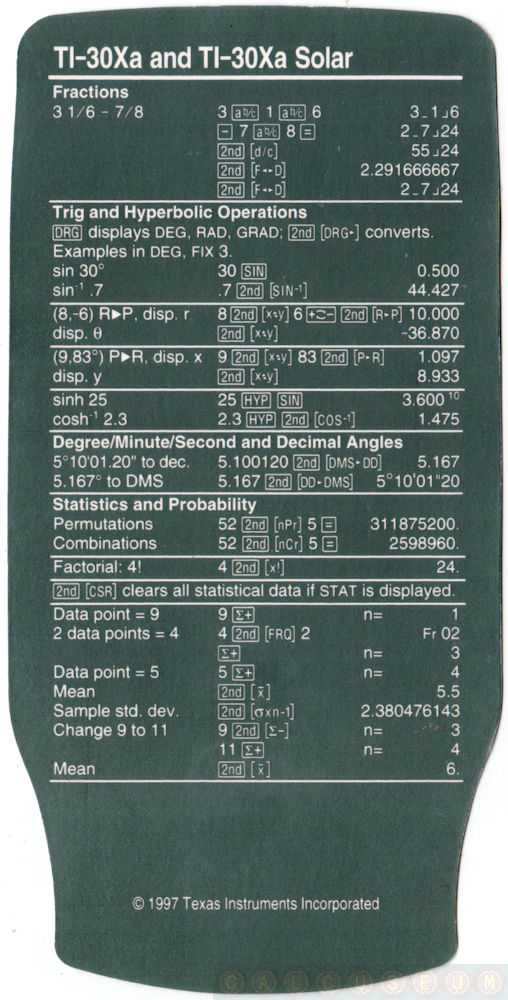 TI-30Xa and TI-30Xa Solar
Fractions
3 1/6 - 7/8 3 [a b/c] 1 [a b/c] 6 3_1⌟6
[−] 7 [a b/c] 8 [=] 2_7⌟24
[2nd] [d/c] 55⌟24
[2nd] [F◂▸D] 2.291666667
[2nd] [F◂▸D] 2_7⌟24
Trig and Hyperbolic Operations
[DRG] displays DEG, RAD, GRAD; [2nd] [DRG▸] converts.
Examples in DEG, FIX 3.
sin 30° 30 [SIN] 0.500
sin⁻¹ .7 .7 [2nd] [SIN⁻¹] 44.427
(8,-6) R▶P, disp. r 8 [2nd] [x↔y] 6 [+⇄−] [2nd] [R▸P] 10.000
disp. θ [2nd] [x↔y] -36.870
(9,83°) P▶R, disp. x 9 [2nd] [x↔y] 83 [2nd] [P▸R] 1.097
disp. y [2nd] [x↔y] 8.933
sinh 25 25 [HYP] [SIN] 3.600 ¹⁰
cosh⁻¹ 2.3 2.3 [HYP] [2nd] [COS⁻¹] 1.475
Degree/Minute/Second and Decimal Angles
5°10'01.20" to dec. 5.100120 [2nd] [DMS▸DD] 5.167
5.167° to DMS 5.167 [2nd] [DD▸DMS] 5°10'01"20
Statistics and Probability
Permutations 52 [2nd] [nPr] 5 [=] 311875200.
Combinations 52 [2nd] [nCr] 5 [=] 2598960.
Factorial: 4! 4 [2nd] [x!] 24.
[2nd] [CSR] clears all statistical data if STAT is displayed.
Data point = 9 9 [Σ+] n= 1
2 data points = 4 4 [2nd] [FRQ] 2 Fr 02
[Σ+] n= 3
Data point = 5 5 [Σ+] n= 4
Mean [2nd] [x̄] 5.5
Sample std. dev. [2nd] [σxn-1] 2.380476143
Change 9 to 11 9 [2nd] [Σ−] n= 3
11 [Σ+] n= 4
Mean [2nd] [x̄] 6.
© 1997 Texas Instruments Incorporated
CALCUSEUM